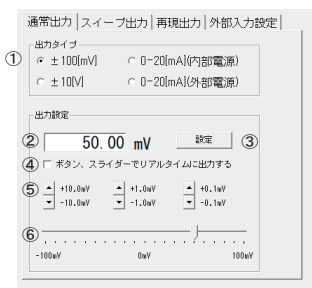 通常出力 スイープ出力 再現出力 外部入力設定
出力タイプ
① ±100[mV] 0-20[mA](内部電源)
±10[V] 0-20[mA](外部電源)
出力設定
② 50.00 mV 設定 ③
④ ボタン、スライダーでリアルタイムに出力する
⑤ +10.0mV +1.0mV +0.1mV
-10.0mV -1.0mV -0.1mV
⑥
-100mV 0mV 100mV